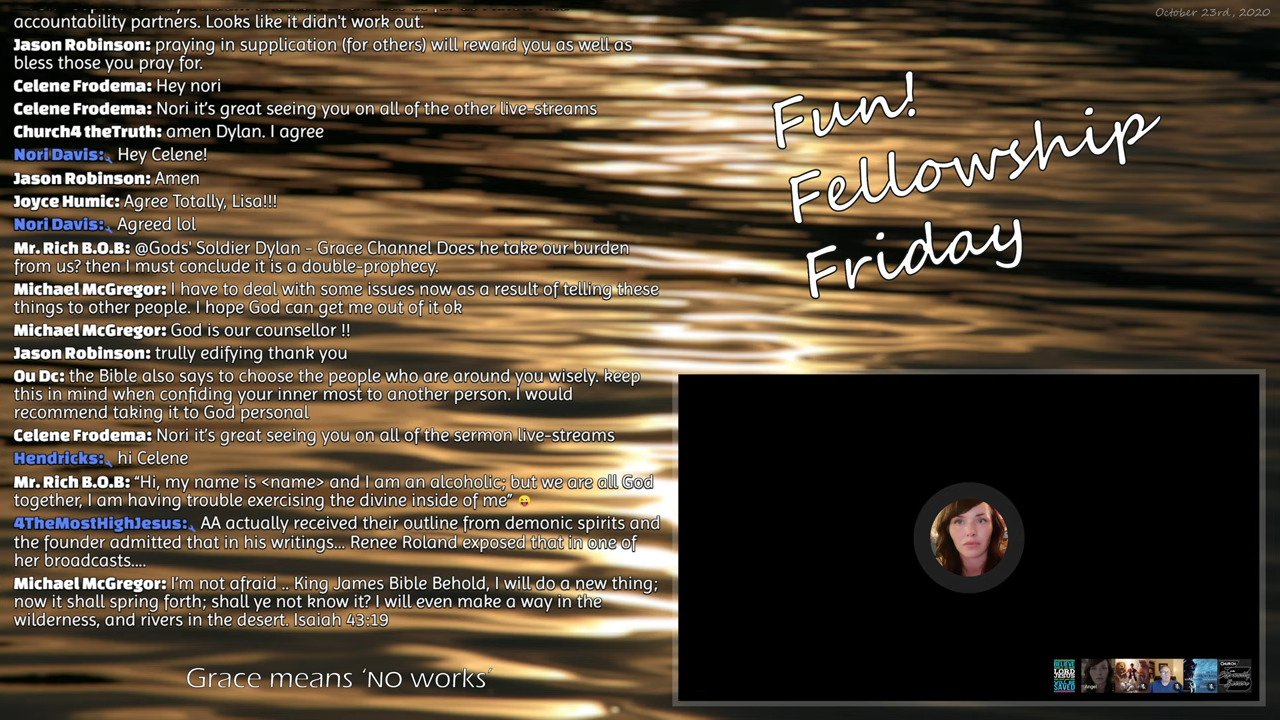 October 23rd, 2020
accountability partners. Looks like it didn't work out.
Jason Robinson: praying in supplication (for others) will reward you as well as
bless those you pray for.
Celene Frodema: Hey nori
Celene Frodema: Nori it's great seeing you on all of the other live-streams
Church4 theTruth: amen Dylan. I agree
Nori Davis: Hey Celene!
Jason Robinson: Amen
Joyce Humic: Agree Totally, Lisa!!!
Nori Davis: Agreed lol
Mr. Rich B.O.B: @Gods' Soldier Dylan - Grace Channel Does he take our burden
from us? then I must conclude it is a double-prophecy.
Michael McGregor: I have to deal with some issues now as a result of telling these
things to other people. I hope God can get me out of it ok
Michael McGregor: God is our counsellor !!
Jason Robinson: trully edifying thank you
Ou Dc: the Bible also says to choose the people who are around you wisely. keep
this in mind when confiding your inner most to another person. I would
recommend taking it to God personal
Celene Frodema: Nori it's great seeing you on all of the sermon live-streams
Hendricks: hi Celene
Mr. Rich B.O.B: “Hi, my name is <name> and I am an alcoholic; but we are all God
together, I am having trouble exercising the divine inside of me” 😜
4TheMostHighJesus: AA actually received their outline from demonic spirits and
the founder admitted that in his writings... Renee Roland exposed that in one of
her broadcasts....
Michael McGregor: I'm not afraid .. King James Bible Behold, I will do a new thing;
now it shall spring forth; shall ye not know it? I will even make a way in the
wilderness, and rivers in the desert. Isaiah 43:19
Grace means ‘NO works’
Fun!
Fellowship
Friday
BELIEVE
LORD
JESUS
SAVED
Angel
CHURCH